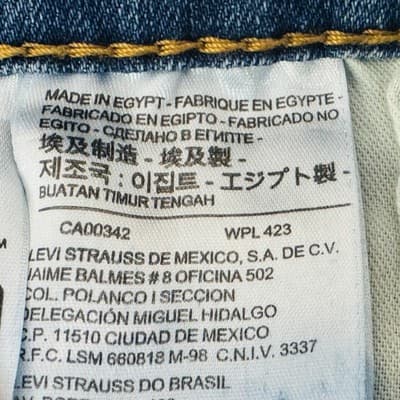 MADE IN EGYPT - FABRIQUE EN EGYPTE -
FABRICADO EN EGIPTO - FABRICADO NO
EGITO - СДЕЛАНО В ЕГИПТЕ -
埃及制造 - 埃及製 -
제조국 : 이집트 - エジプト製 -
BUATAN TIMUR TENGAH
CA00342 WPL 423
LEVI STRAUSS DE MEXICO, S.A. DE C.V.
JAIME BALMES # 8 OFICINA 502
COL. POLANCO I SECCION
DELEGACIÓN MIGUEL HIDALGO
C.P. 11510 CIUDAD DE MEXICO
R.F.C. LSM 660818 M-98 C.N.I.V. 3337
LEVI STRAUSS DO BRASIL